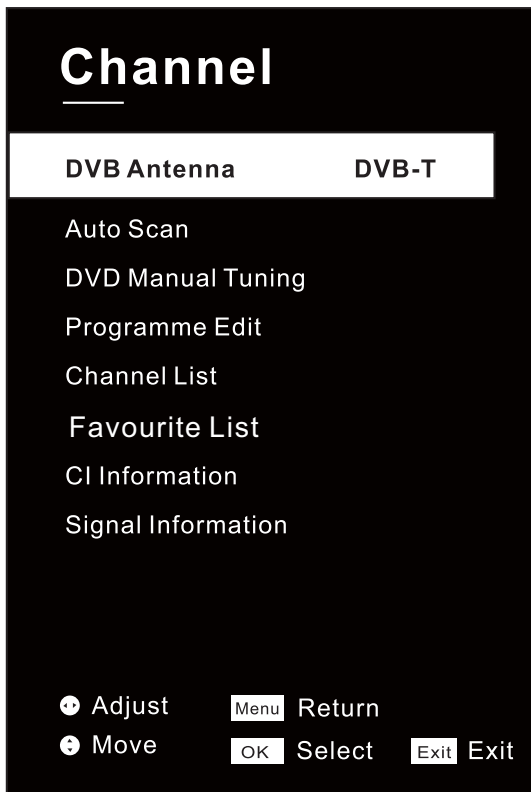 Channel
DVB Antenna DVB-T
Auto Scan
DVD Manual Tuning
Programme Edit
Channel List
Favourite List
CI Information
Signal Information
Adjust Menu Return
Move OK Select Exit Exit